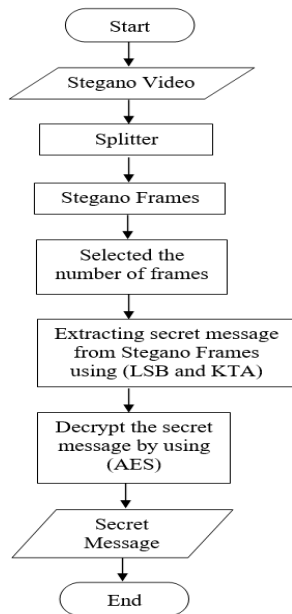 Start
Stegano Video
Splitter
Stegano Frames
Selected the
number of frames
Extracting secret message
from Stegano Frames
using (LSB and KTA)
Decrypt the secret
message by using
(AES)
Secret
Message
End